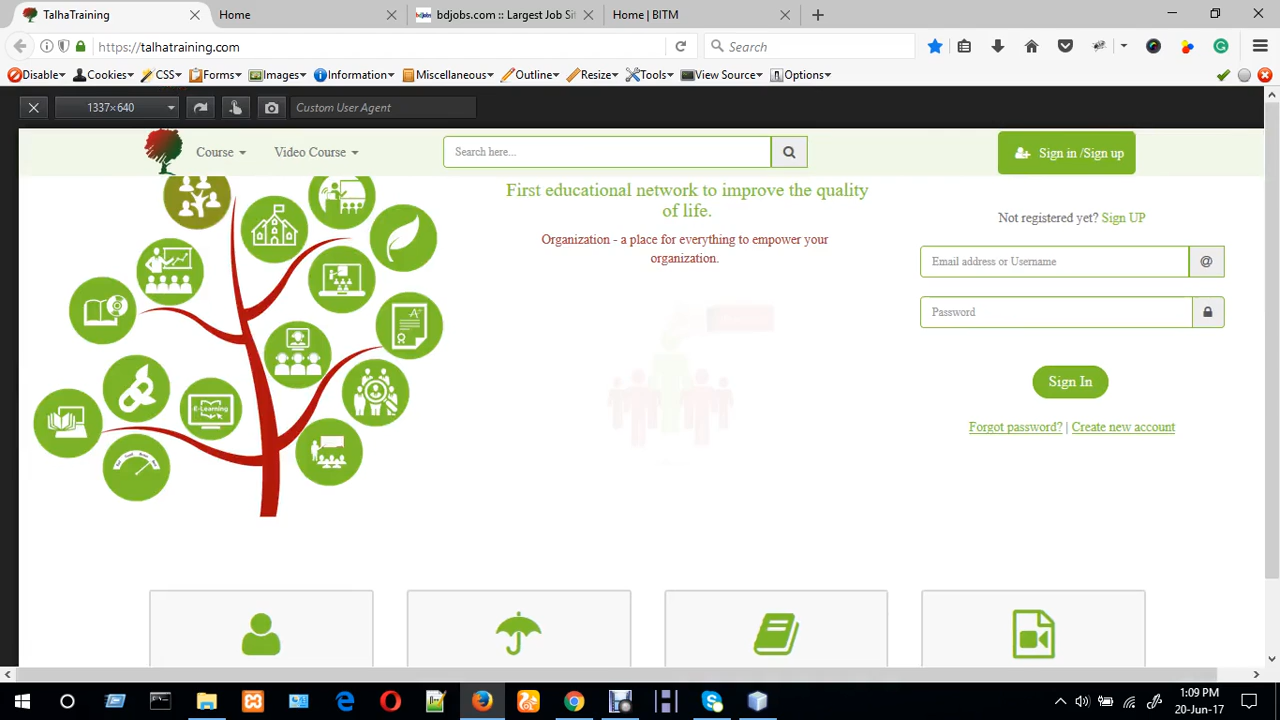 TalhaTraining
Home
bdjobs.com :: Largest Job Sit
Home | BITM
https://talhatraining.com
Search
Disable
Cookies
CSS
Forms
Images
Information
Miscellaneous
Outline
Resize
Tools
View Source
Options
1337×640
Custom User Agent
Course
Video Course
Search here...
Sign in /Sign up
First educational network to improve the quality
of life.
Organization - a place for everything to empower your
organization.
Not registered yet? Sign UP
Email address or Username
@
Password
Sign In
Forgot password? | Create new account
A+
E-Learning
1:09 PM
20-Jun-17